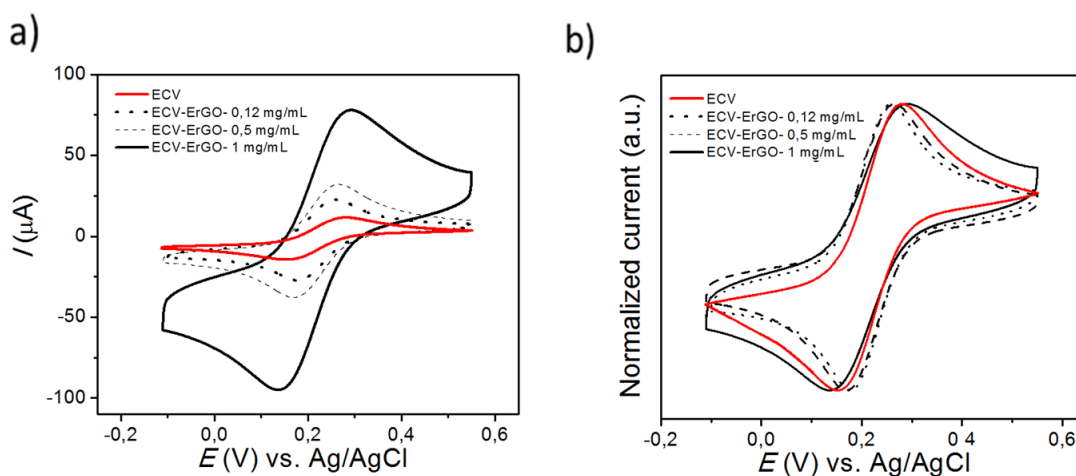 a)
100
50
0
-50
-100
I (µA)
ECV
ECV-ErGO- 0,12 mg/mL
ECV-ErGO- 0,5 mg/mL
ECV-ErGO- 1 mg/mL
-0,2
0,0
0,2
0,4
0,6
E (V) vs. Ag/AgCl
b)
Normalized current (a.u.)
ECV
ECV-ErGO- 0,12 mg/mL
ECV-ErGO- 0,5 mg/mL
ECV-ErGO- 1 mg/mL
-0,2
0,0
0,2
0,4
0,6
E (V) vs. Ag/AgCl